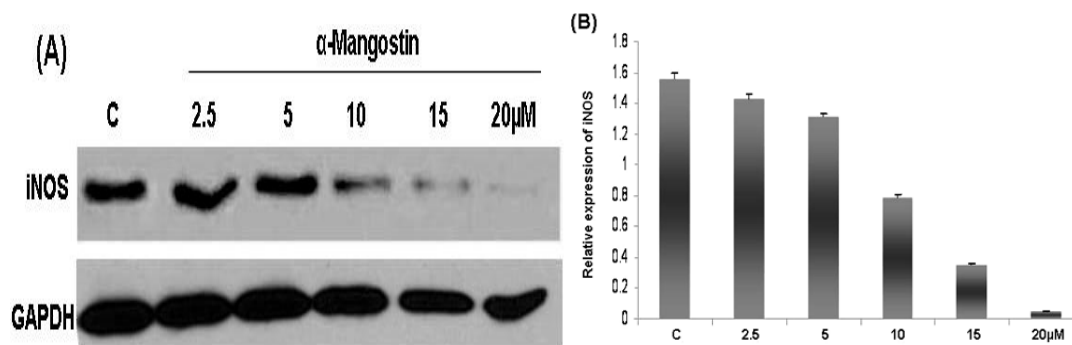 (A)
α-Mangostin
C 2.5 5 10 15 20µM
iNOS
GAPDH
(B)
Relative expression of iNOS
1.8
1.6
1.4
1.2
1
0.8
0.6
0.4
0.2
0
C 2.5 5 10 15 20µM